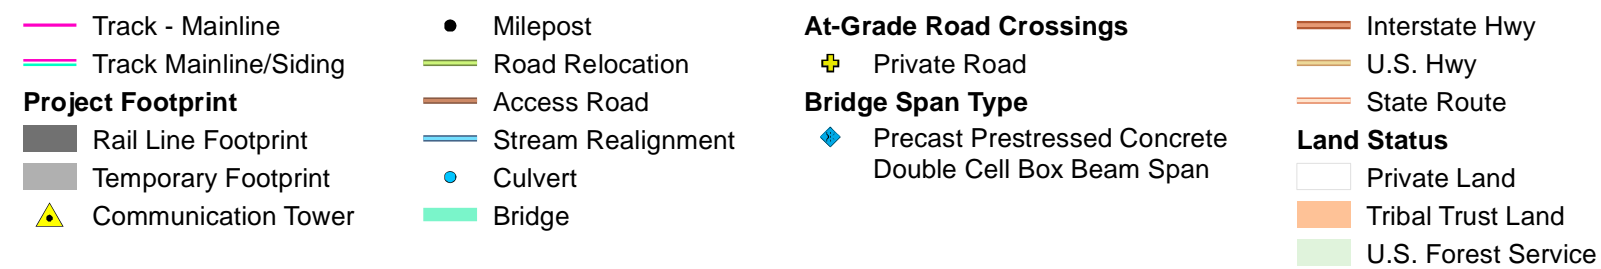 Track - Mainline
Track Mainline/Siding
Project Footprint
Rail Line Footprint
Temporary Footprint
Communication Tower
Milepost
Road Relocation
Access Road
Stream Realignment
Culvert
Bridge
At-Grade Road Crossings
Private Road
Bridge Span Type
Precast Prestressed Concrete
Double Cell Box Beam Span
Interstate Hwy
U.S. Hwy
State Route
Land Status
Private Land
Tribal Trust Land
U.S. Forest Service